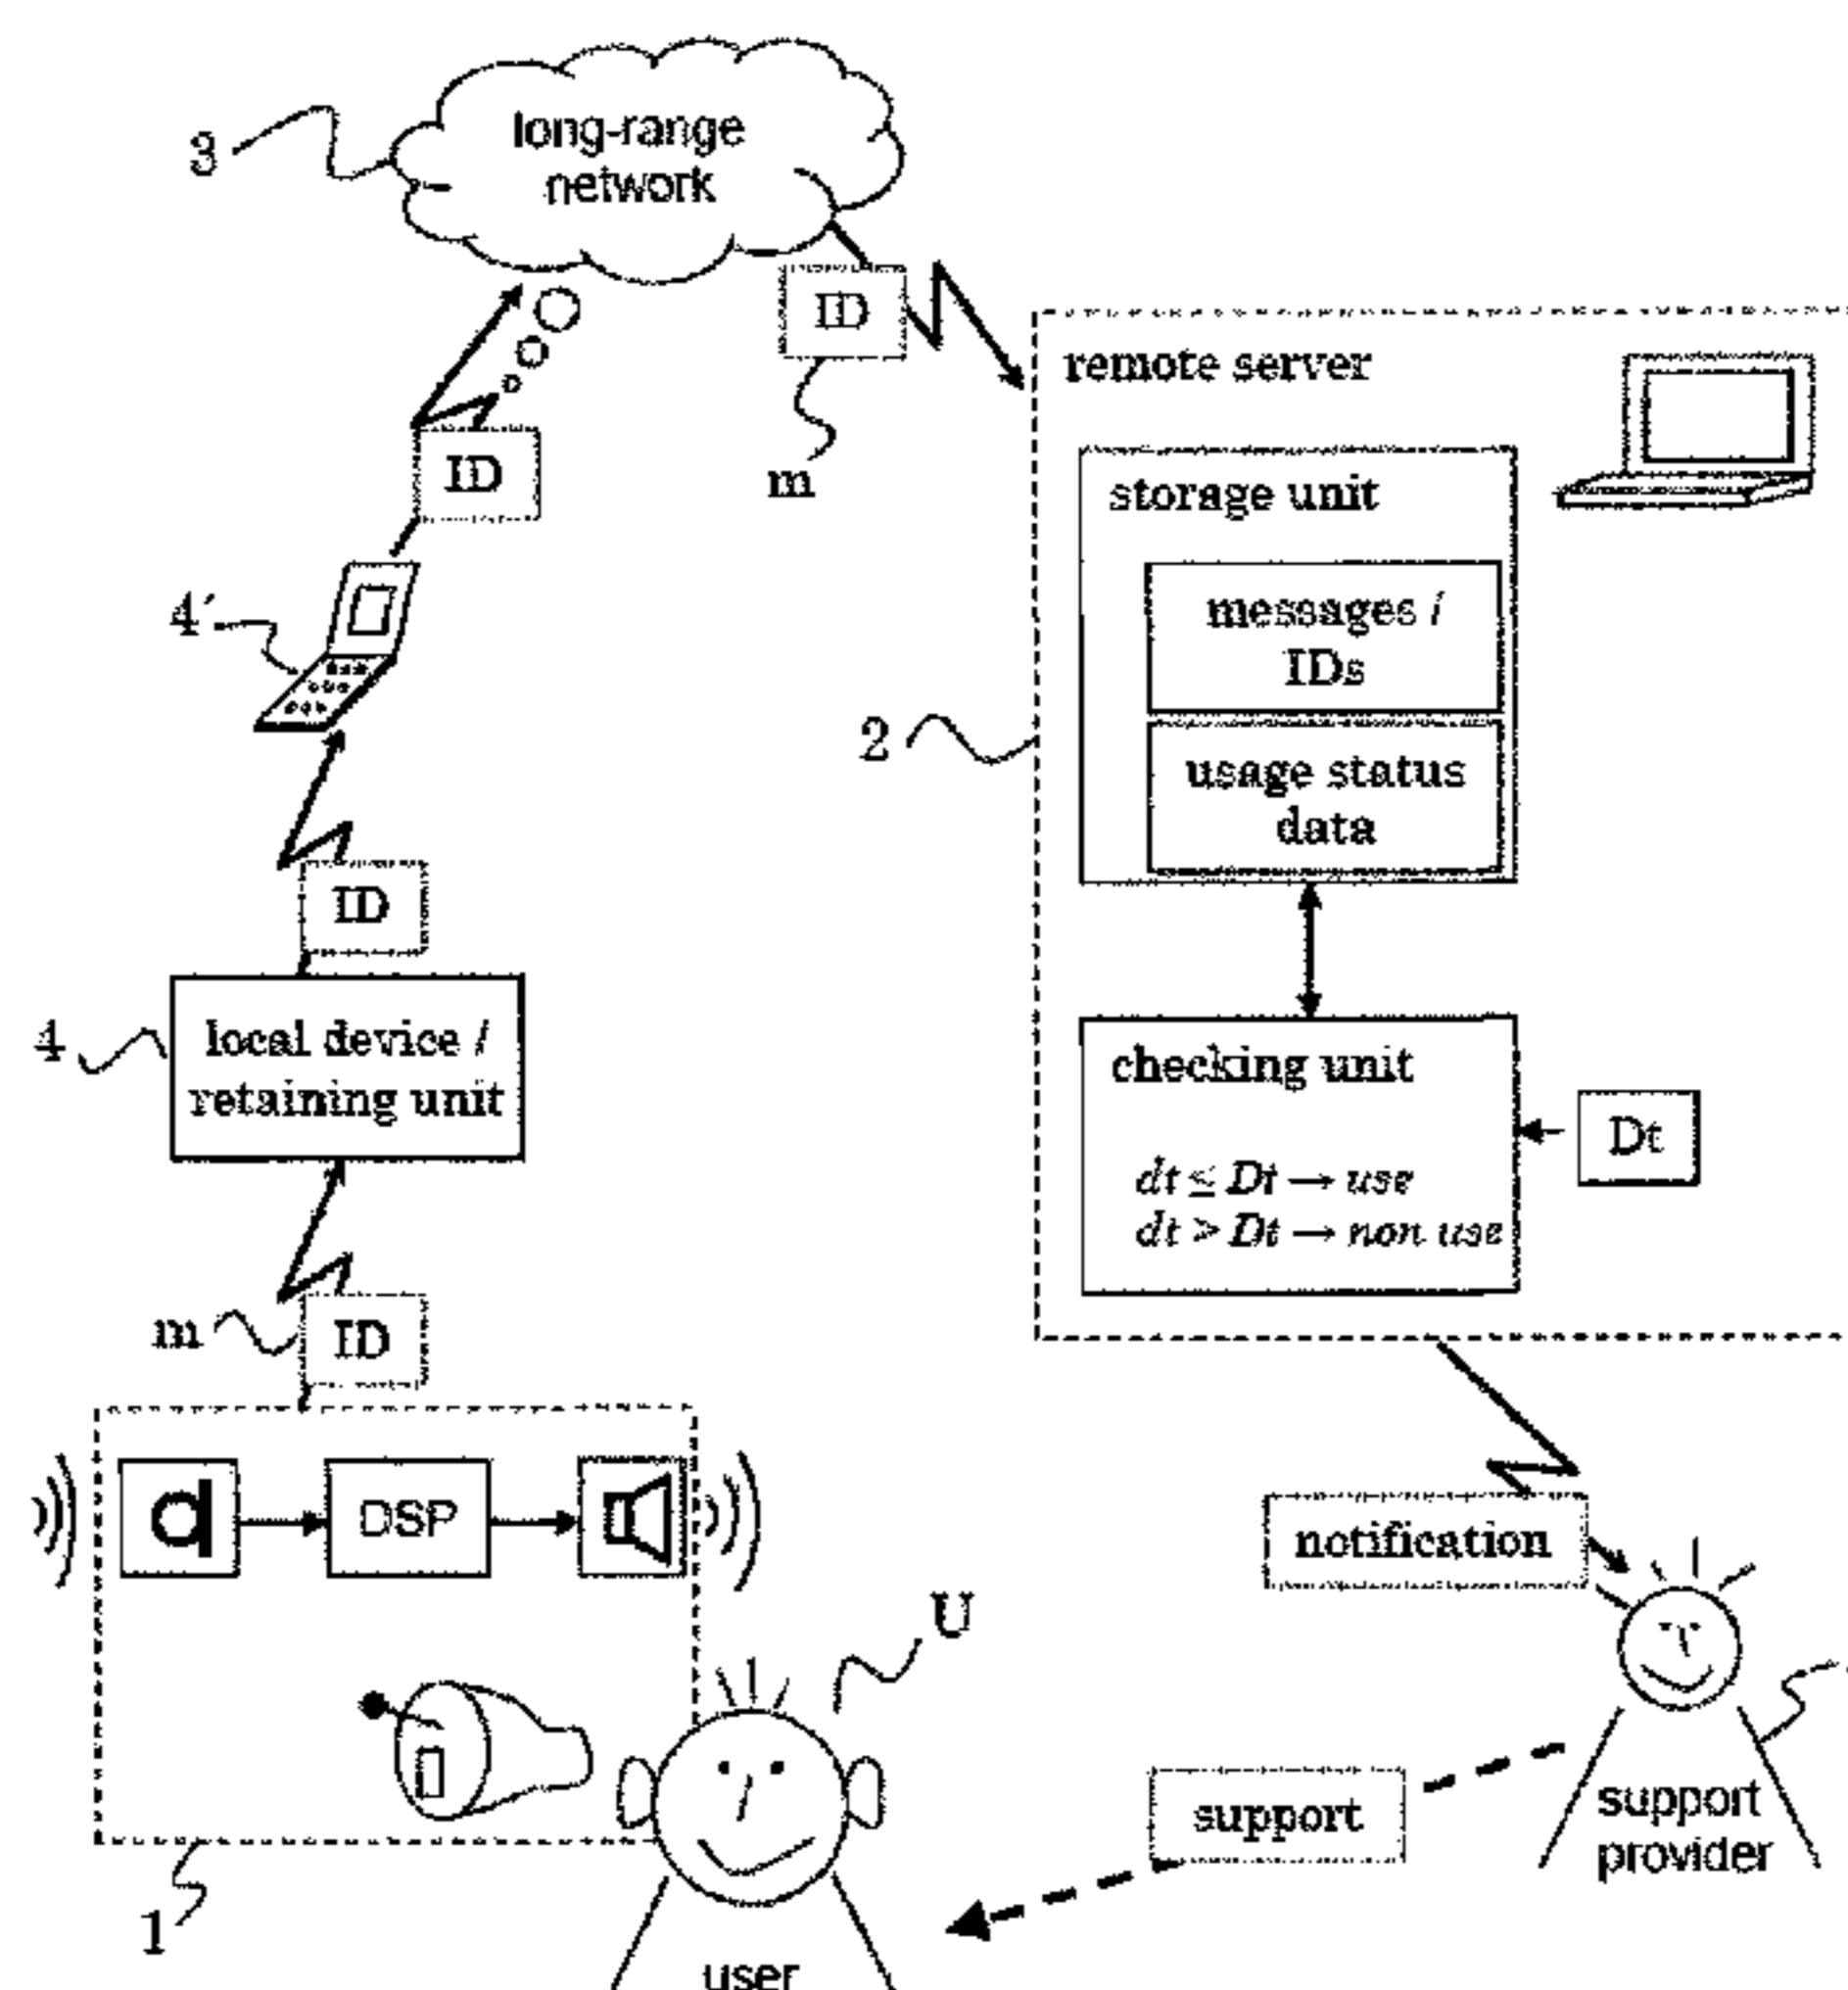 3
long-range
network
ID
m
ID
4´
ID
4
local device /
retaining unit
m
ID
DSP
1
U
user
remote server
storage unit
messages /
IDs
usage status
data
2
checking unit
dt ≤ Dt → use
dt > Dt → non use
Dt
notification
support
support
provider